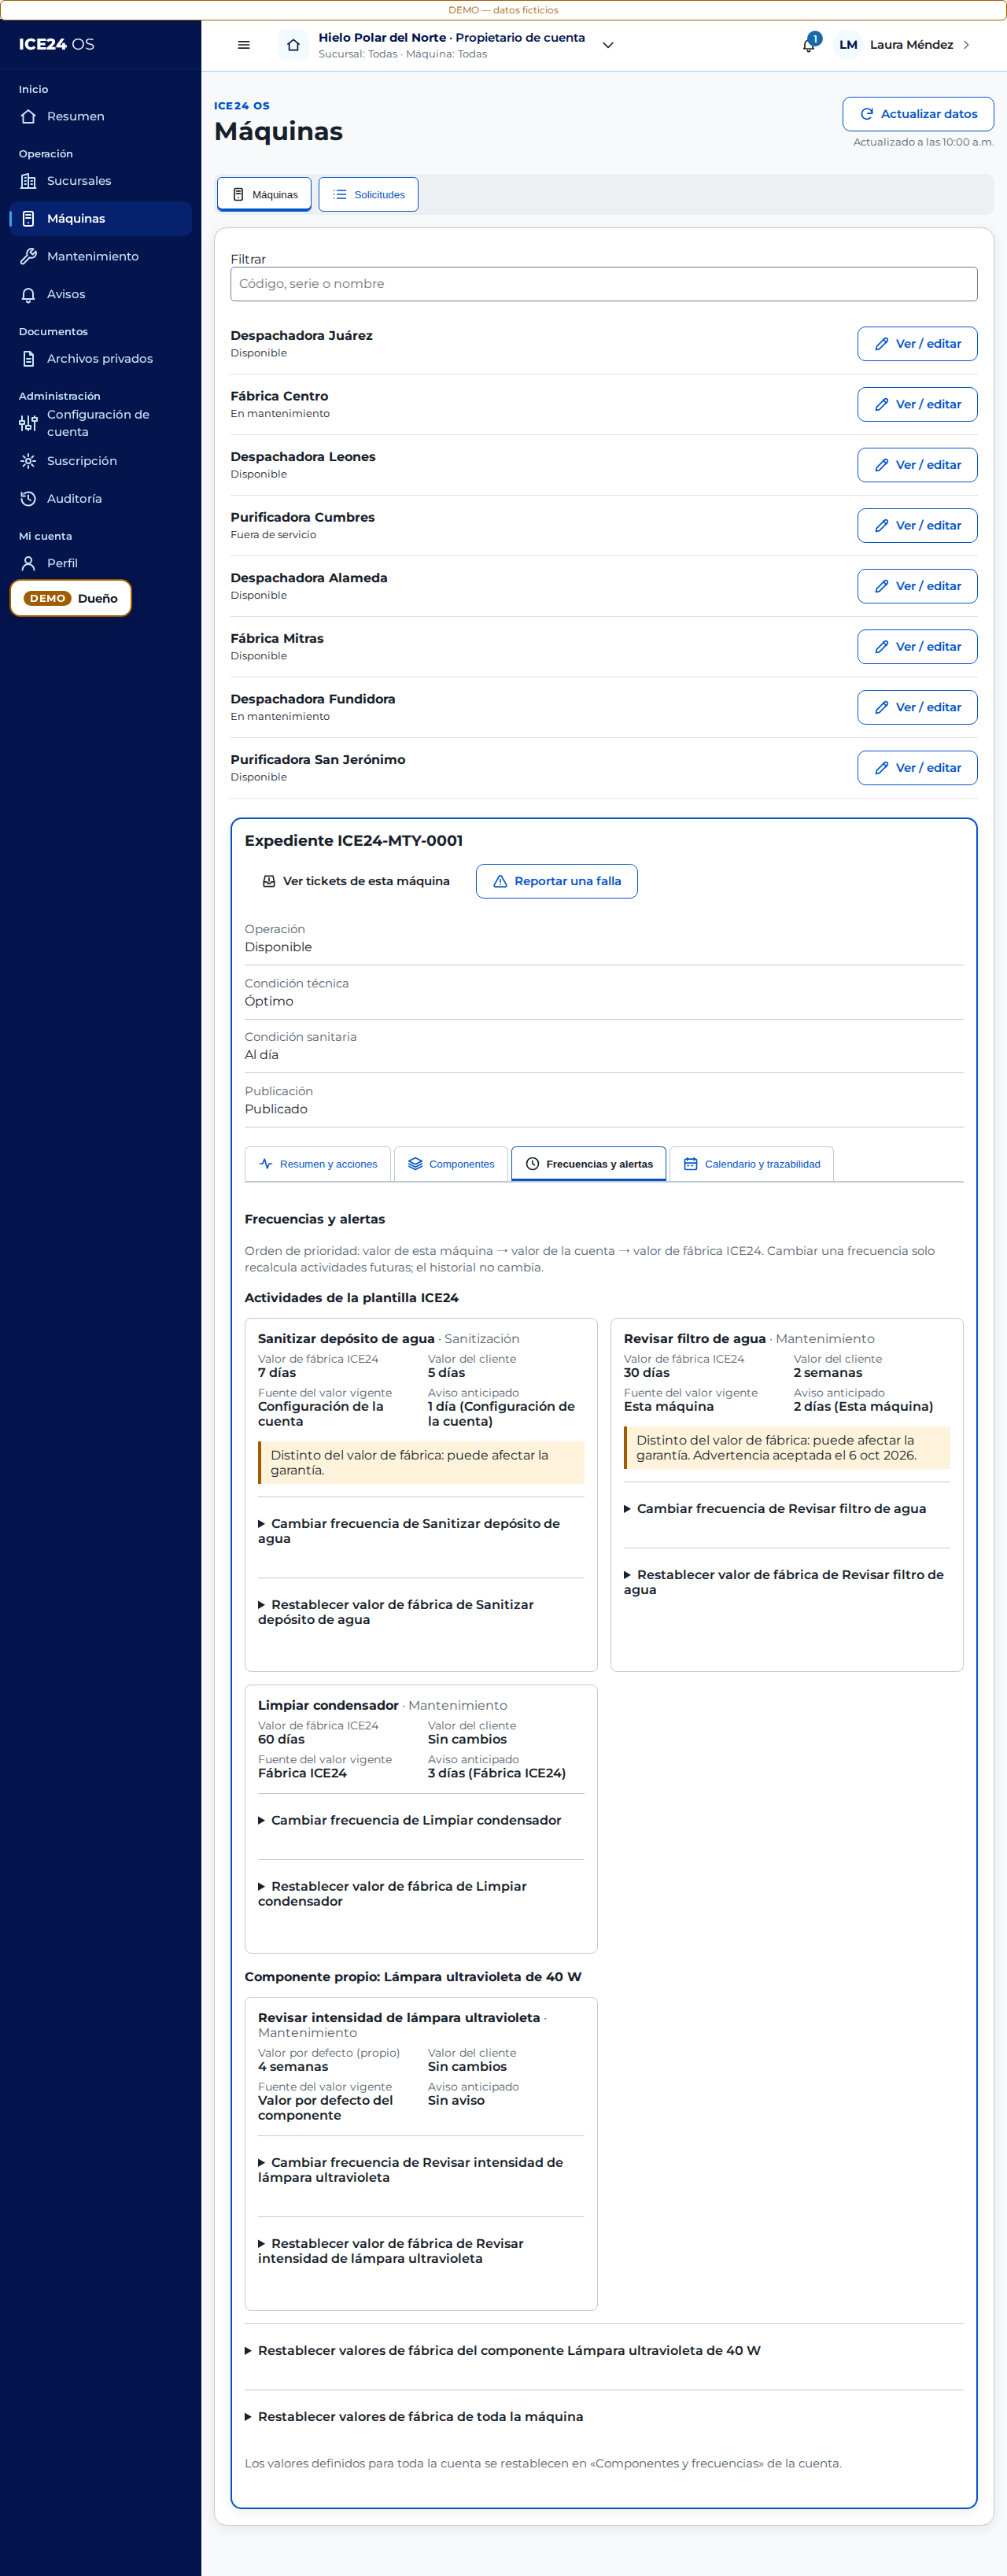 DEMO — datos ficticios
ICE24 OS
Inicio
Resumen
Operación
Sucursales
Máquinas
Mantenimiento
Avisos
Documentos
Archivos privados
Administración
Configuración de
cuenta
Suscripción
Auditoría
Mi cuenta
Perfil
DEMO Dueño
Hielo Polar del Norte · Propietario de cuenta
Sucursal: Todas · Máquina: Todas
1
LM Laura Méndez
ICE24 OS
Máquinas
Actualizar datos
Actualizado a las 10:00 a.m.
Máquinas
Solicitudes
Filtrar
Código, serie o nombre
Despachadora Juárez
Disponible
Ver / editar
Fábrica Centro
En mantenimiento
Ver / editar
Despachadora Leones
Disponible
Ver / editar
Purificadora Cumbres
Fuera de servicio
Ver / editar
Despachadora Alameda
Disponible
Ver / editar
Fábrica Mitras
Disponible
Ver / editar
Despachadora Fundidora
En mantenimiento
Ver / editar
Purificadora San Jerónimo
Disponible
Ver / editar
Expediente ICE24-MTY-0001
Ver tickets de esta máquina
Reportar una falla
Operación
Disponible
Condición técnica
Óptimo
Condición sanitaria
Al día
Publicación
Publicado
Resumen y acciones
Componentes
Frecuencias y alertas
Calendario y trazabilidad
Frecuencias y alertas
Orden de prioridad: valor de esta máquina → valor de la cuenta → valor de fábrica ICE24. Cambiar una frecuencia solo
recalcula actividades futuras; el historial no cambia.
Actividades de la plantilla ICE24
Sanitizar depósito de agua · Sanitización
Valor de fábrica ICE24
7 días
Valor del cliente
5 días
Fuente del valor vigente
Configuración de la
cuenta
Aviso anticipado
1 día (Configuración de
la cuenta)
Distinto del valor de fábrica: puede afectar la
garantía.
▶ Cambiar frecuencia de Sanitizar depósito de
agua
▶ Restablecer valor de fábrica de Sanitizar
depósito de agua
Revisar filtro de agua · Mantenimiento
Valor de fábrica ICE24
30 días
Valor del cliente
2 semanas
Fuente del valor vigente
Esta máquina
Aviso anticipado
2 días (Esta máquina)
Distinto del valor de fábrica: puede afectar la
garantía. Advertencia aceptada el 6 oct 2026.
▶ Cambiar frecuencia de Revisar filtro de agua
▶ Restablecer valor de fábrica de Revisar filtro de
agua
Limpiar condensador · Mantenimiento
Valor de fábrica ICE24
60 días
Valor del cliente
Sin cambios
Fuente del valor vigente
Fábrica ICE24
Aviso anticipado
3 días (Fábrica ICE24)
▶ Cambiar frecuencia de Limpiar condensador
▶ Restablecer valor de fábrica de Limpiar
condensador
Componente propio: Lámpara ultravioleta de 40 W
Revisar intensidad de lámpara ultravioleta ·
Mantenimiento
Valor por defecto (propio)
4 semanas
Valor del cliente
Sin cambios
Fuente del valor vigente
Valor por defecto del
componente
Aviso anticipado
Sin aviso
▶ Cambiar frecuencia de Revisar intensidad de
lámpara ultravioleta
▶ Restablecer valor de fábrica de Revisar
intensidad de lámpara ultravioleta
▶ Restablecer valores de fábrica del componente Lámpara ultravioleta de 40 W
▶ Restablecer valores de fábrica de toda la máquina
Los valores definidos para toda la cuenta se restablecen en «Componentes y frecuencias» de la cuenta.